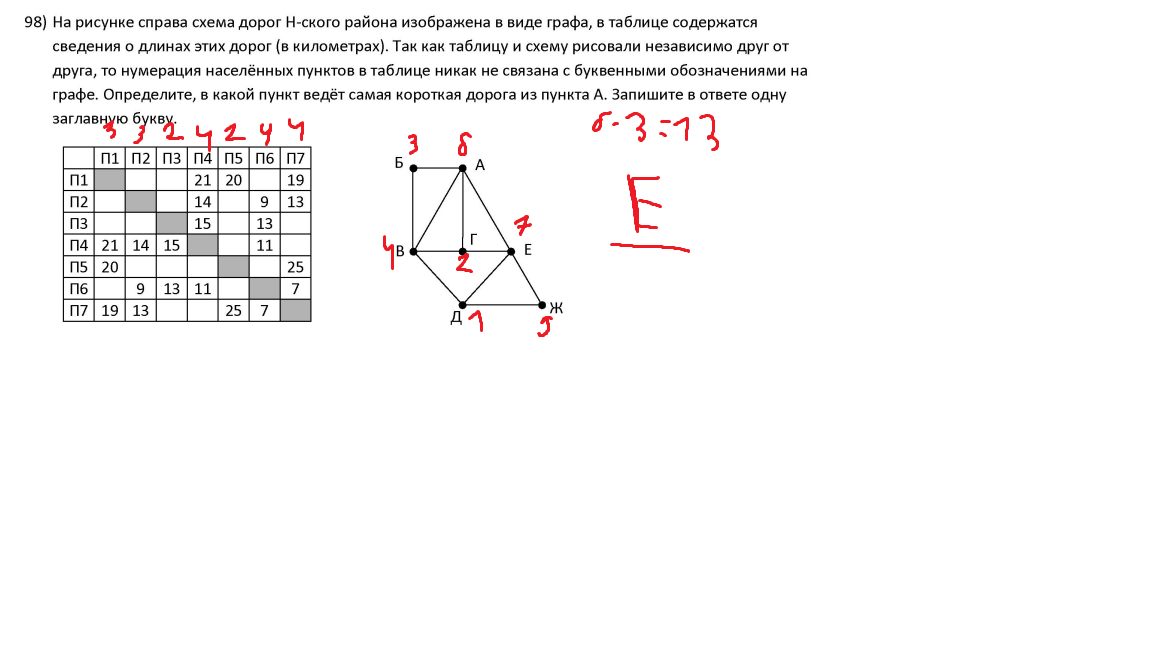 98) На рисунке справа схема дорог Н-ского района изображена в виде графа, в таблице содержатся
сведения о длинах этих дорог (в километрах). Так как таблицу и схему рисовали независимо друг от
друга, то нумерация населённых пунктов в таблице никак не связана с буквенными обозначениями на
графе. Определите, в какой пункт ведёт самая короткая дорога из пункта А. Запишите в ответе одну
заглавную букву.
3 3 2 4 2 4 4
П1 П2 П3 П4 П5 П6 П7
П1 21 20 19
П2 14 9 13
П3 15 13
П4 21 14 15 11
П5 20 25
П6 9 13 11 7
П7 19 13 25 7
3 6
Б А
7
4 В Г Е
2
Д 1 Ж
5
6-3=13
Е